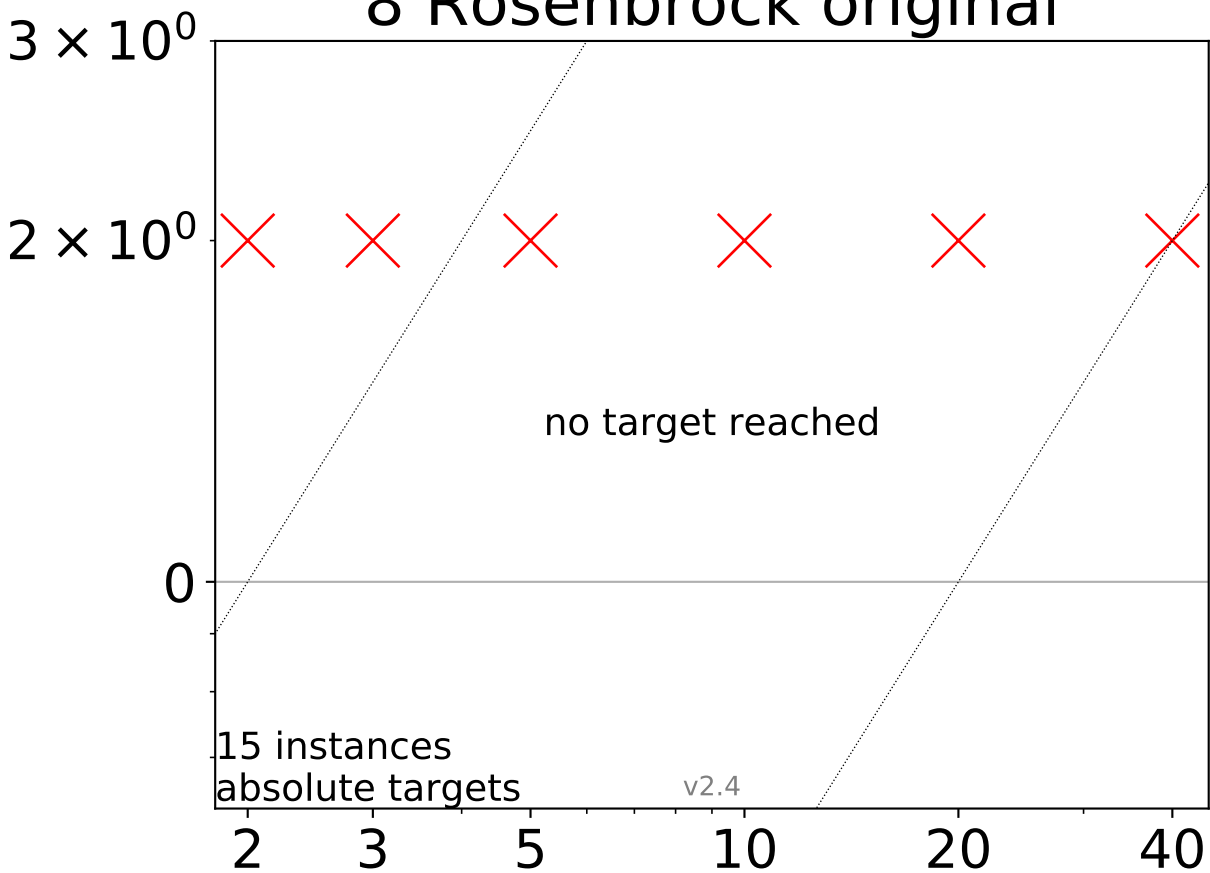 8 Rosenbrock original
3 × 10⁰
2 × 10⁰
no target reached
0
15 instances
absolute targets
v2.4
2 3 5 10 20 40